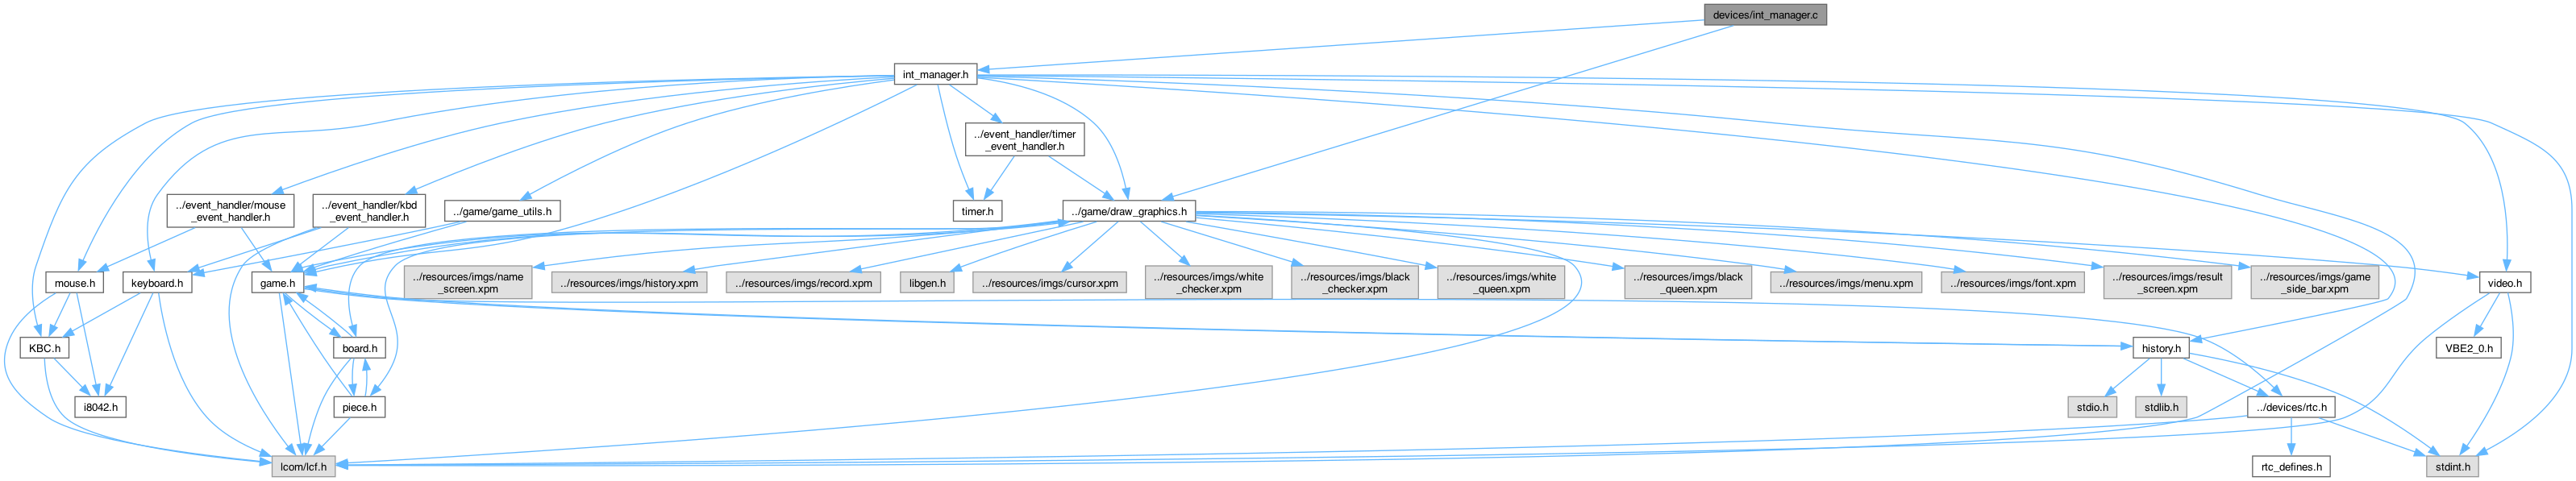 devices/int_manager.c
int_manager.h
../event_handler/timer
_event_handler.h
../event_handler/mouse
_event_handler.h
../event_handler/kbd
_event_handler.h
../game/game_utils.h
timer.h
../game/draw_graphics.h
mouse.h
keyboard.h
game.h
../resources/imgs/name
_screen.xpm
../resources/imgs/history.xpm
../resources/imgs/record.xpm
libgen.h
../resources/imgs/cursor.xpm
../resources/imgs/white
_checker.xpm
../resources/imgs/black
_checker.xpm
../resources/imgs/white
_queen.xpm
../resources/imgs/black
_queen.xpm
../resources/imgs/menu.xpm
../resources/imgs/font.xpm
../resources/imgs/result
_screen.xpm
../resources/imgs/game
_side_bar.xpm
video.h
KBC.h
board.h
history.h
VBE2_0.h
i8042.h
piece.h
stdio.h
stdlib.h
../devices/rtc.h
lcom/lcf.h
rtc_defines.h
stdint.h